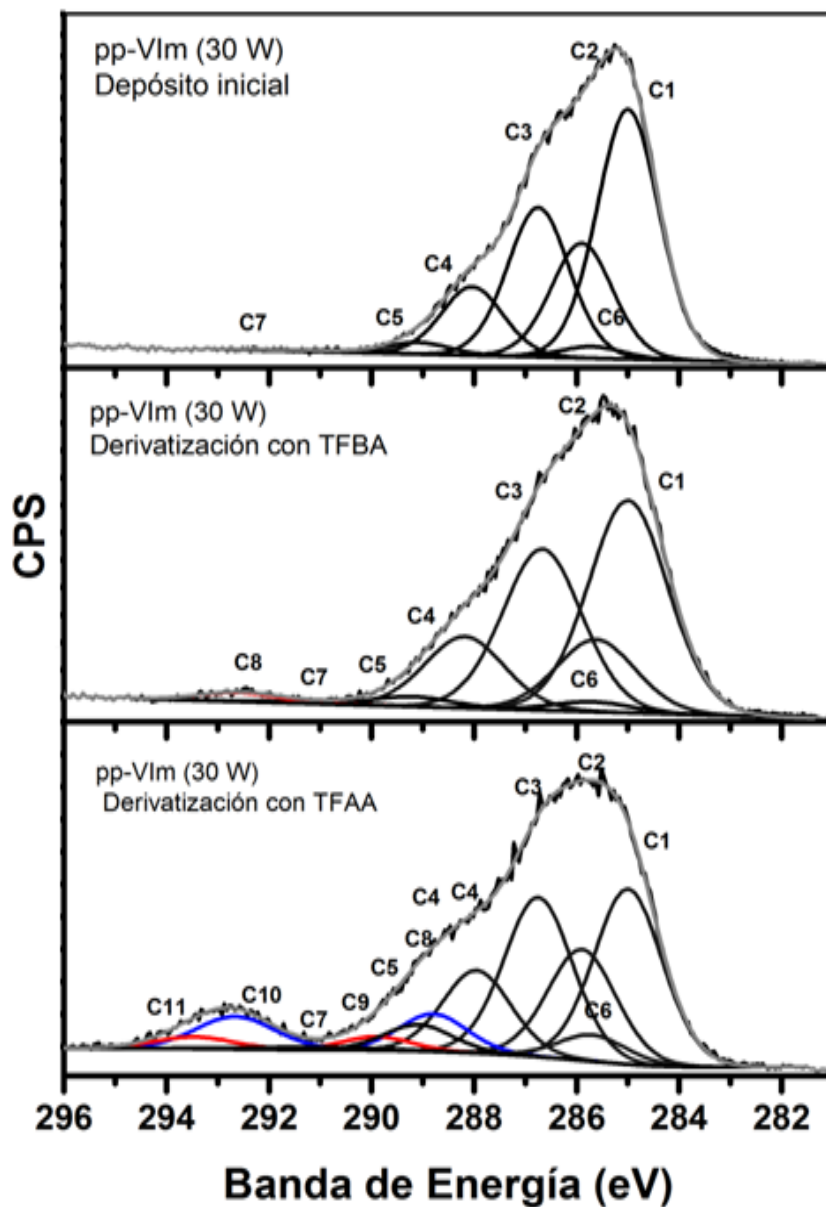 pp-VIm (30 W)
Depósito inicial
C2
C1
C3
C4
C7
C5
C6
pp-VIm (30 W)
Derivatización con TFBA
C2
C1
C3
C4
C8
C7
C5
C6
pp-VIm (30 W)
Derivatización con TFAA
C2
C3
C1
C4 C4
C8
C5
C11
C10
C9
C7
C6
CPS
296 294 292 290 288 286 284 282
Banda de Energía (eV)